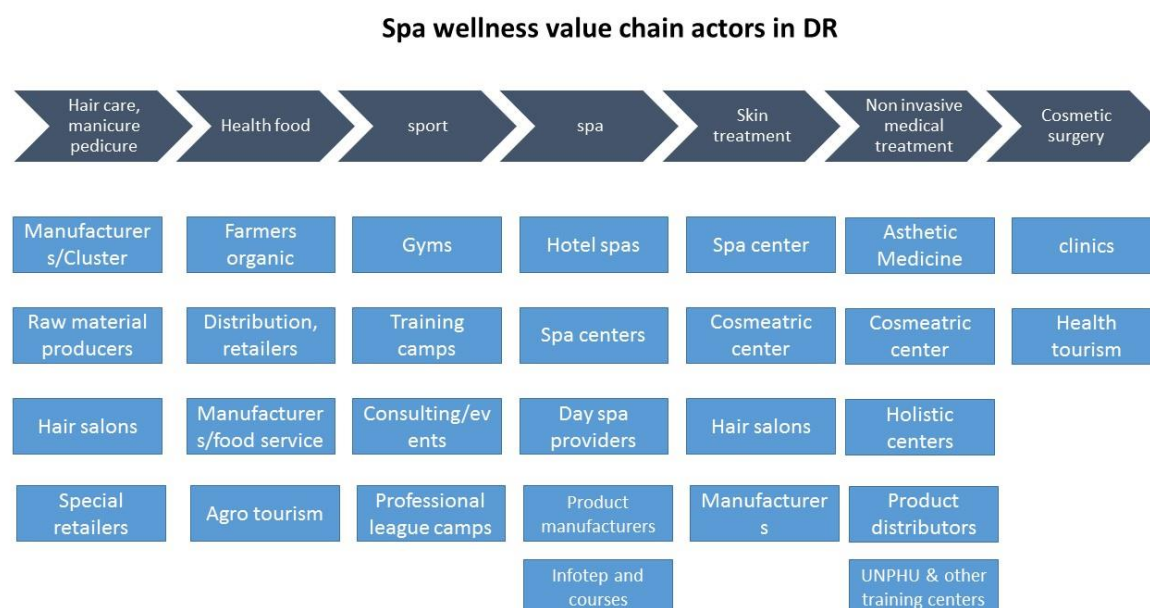 Spa wellness value chain actors in DR
Hair care,
manicure
pedicure
Health food
sport
spa
Skin
treatment
Non invasive
medical
treatment
Cosmetic
surgery
Manufacturer
s/Cluster
Farmers
organic
Gyms
Hotel spas
Spa center
Asthetic
Medicine
clinics
Raw material
producers
Distribution,
retailers
Training
camps
Spa centers
Cosmeatric
center
Cosmeatric
center
Health
tourism
Hair salons
Manufacturer
s/food service
Consulting/ev
ents
Day spa
providers
Hair salons
Holistic
centers
Special
retailers
Agro tourism
Professional
league camps
Product
manufacturers
Manufacturer
s
Product
distributors
Infotep and
courses
UNPHU & other
training centers